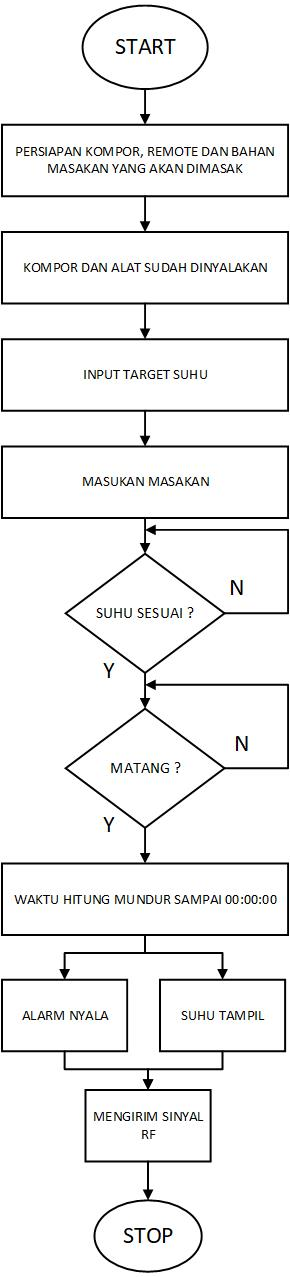 START
PERSIAPAN KOMPOR, REMOTE DAN BAHAN
MASAKAN YANG AKAN DIMASAK
KOMPOR DAN ALAT SUDAH DINYALAKAN
INPUT TARGET SUHU
MASUKAN MASAKAN
SUHU SESUAI ?
N
Y
MATANG ?
N
Y
WAKTU HITUNG MUNDUR SAMPAI 00:00:00
ALARM NYALA
SUHU TAMPIL
MENGIRIM SINYAL
RF
STOP